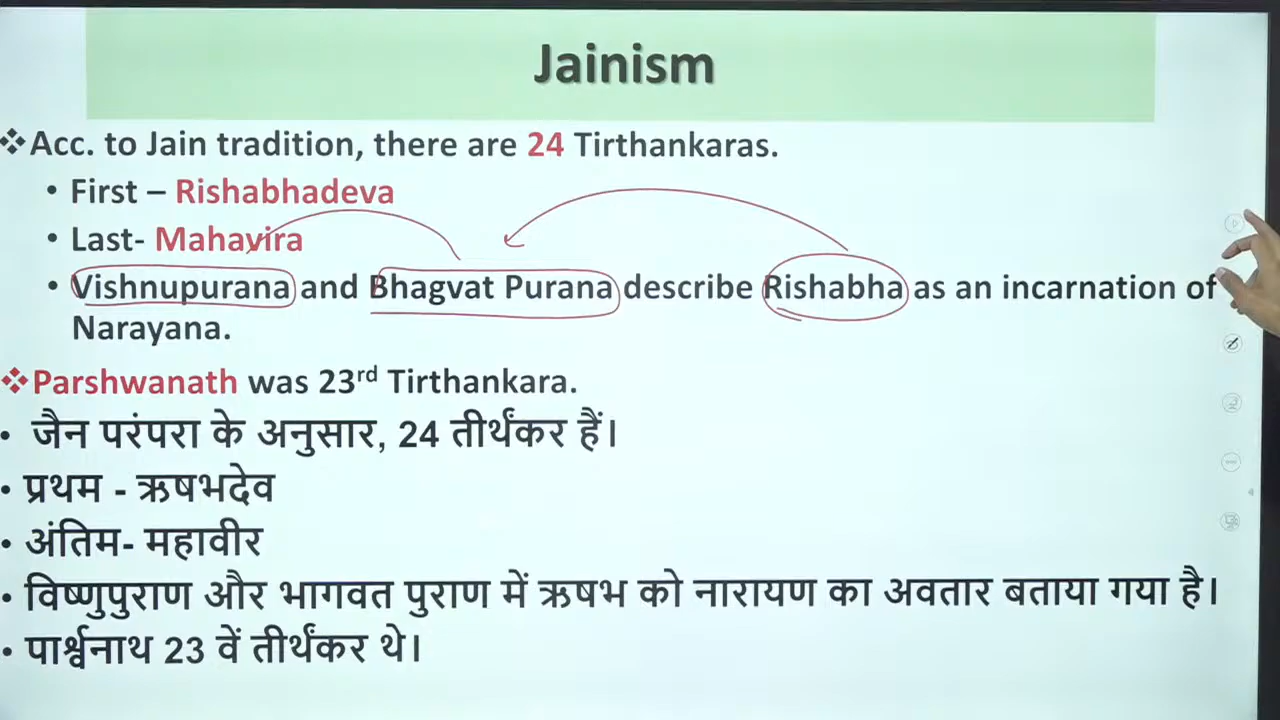 Jainism
❖Acc. to Jain tradition, there are 24 Tirthankaras.
• First – Rishabhadeva
• Last- Mahavira
• Vishnupurana and Bhagvat Purana describe Rishabha as an incarnation of
Narayana.
❖Parshwanath was 23rd Tirthankara.
• जैन परंपरा के अनुसार, 24 तीर्थंकर हैं।
• प्रथम - ऋषभदेव
• अंतिम- महावीर
• विष्णुपुराण और भागवत पुराण में ऋषभ को नारायण का अवतार बताया गया है।
• पार्श्वनाथ 23 वें तीर्थंकर थे।